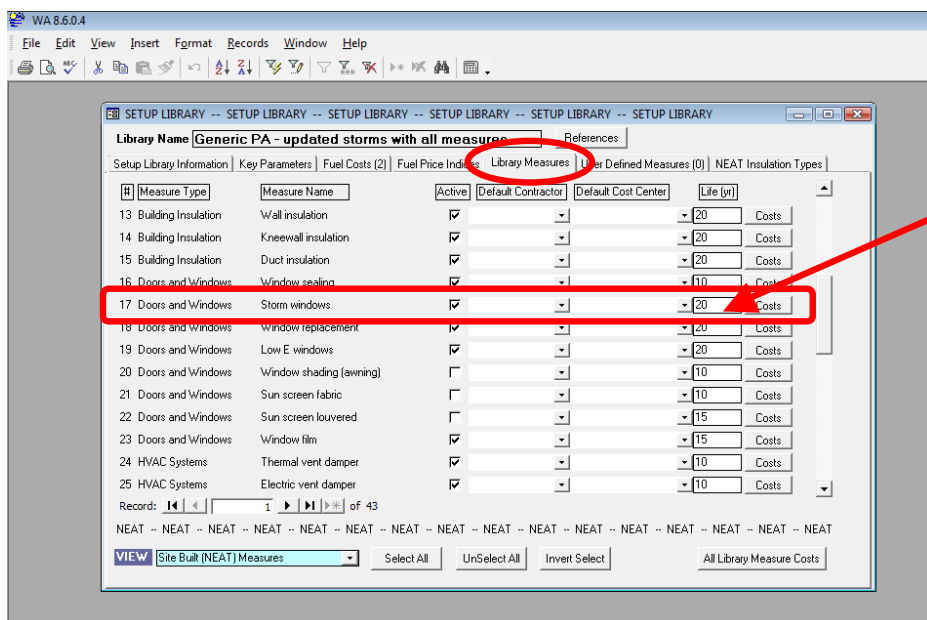 WA 8.6.0.4
File Edit View Insert Format Records Window Help
SETUP LIBRARY -- SETUP LIBRARY -- SETUP LIBRARY -- SETUP LIBRARY -- SETUP LIBRARY -- SETUP LIBRARY
Library Name Generic PA - updated storms with all measures References
Setup Library Information Key Parameters Fuel Costs (2) Fuel Price Indices Library Measures User Defined Measures (0) NEAT Insulation Types
# Measure Type Measure Name Active Default Contractor Default Cost Center Life (yr)
13 Building Insulation Wall insulation 20 Costs
14 Building Insulation Kneewall insulation 20 Costs
15 Building Insulation Duct insulation 20 Costs
16 Doors and Windows Window sealing 10 Costs
17 Doors and Windows Storm windows 20 Costs
18 Doors and Windows Window replacement 20 Costs
19 Doors and Windows Low E windows 20 Costs
20 Doors and Windows Window shading (awning) 10 Costs
21 Doors and Windows Sun screen fabric 10 Costs
22 Doors and Windows Sun screen louvered 15 Costs
23 Doors and Windows Window film 15 Costs
24 HVAC Systems Thermal vent damper 10 Costs
25 HVAC Systems Electric vent damper 10 Costs
Record: 1 of 43
NEAT -- NEAT -- NEAT -- NEAT -- NEAT -- NEAT -- NEAT -- NEAT -- NEAT -- NEAT -- NEAT -- NEAT -- NEAT -- NEAT -- NEAT -- NEAT
VIEW Site Built (NEAT) Measures Select All UnSelect All Invert Select All Library Measure Costs